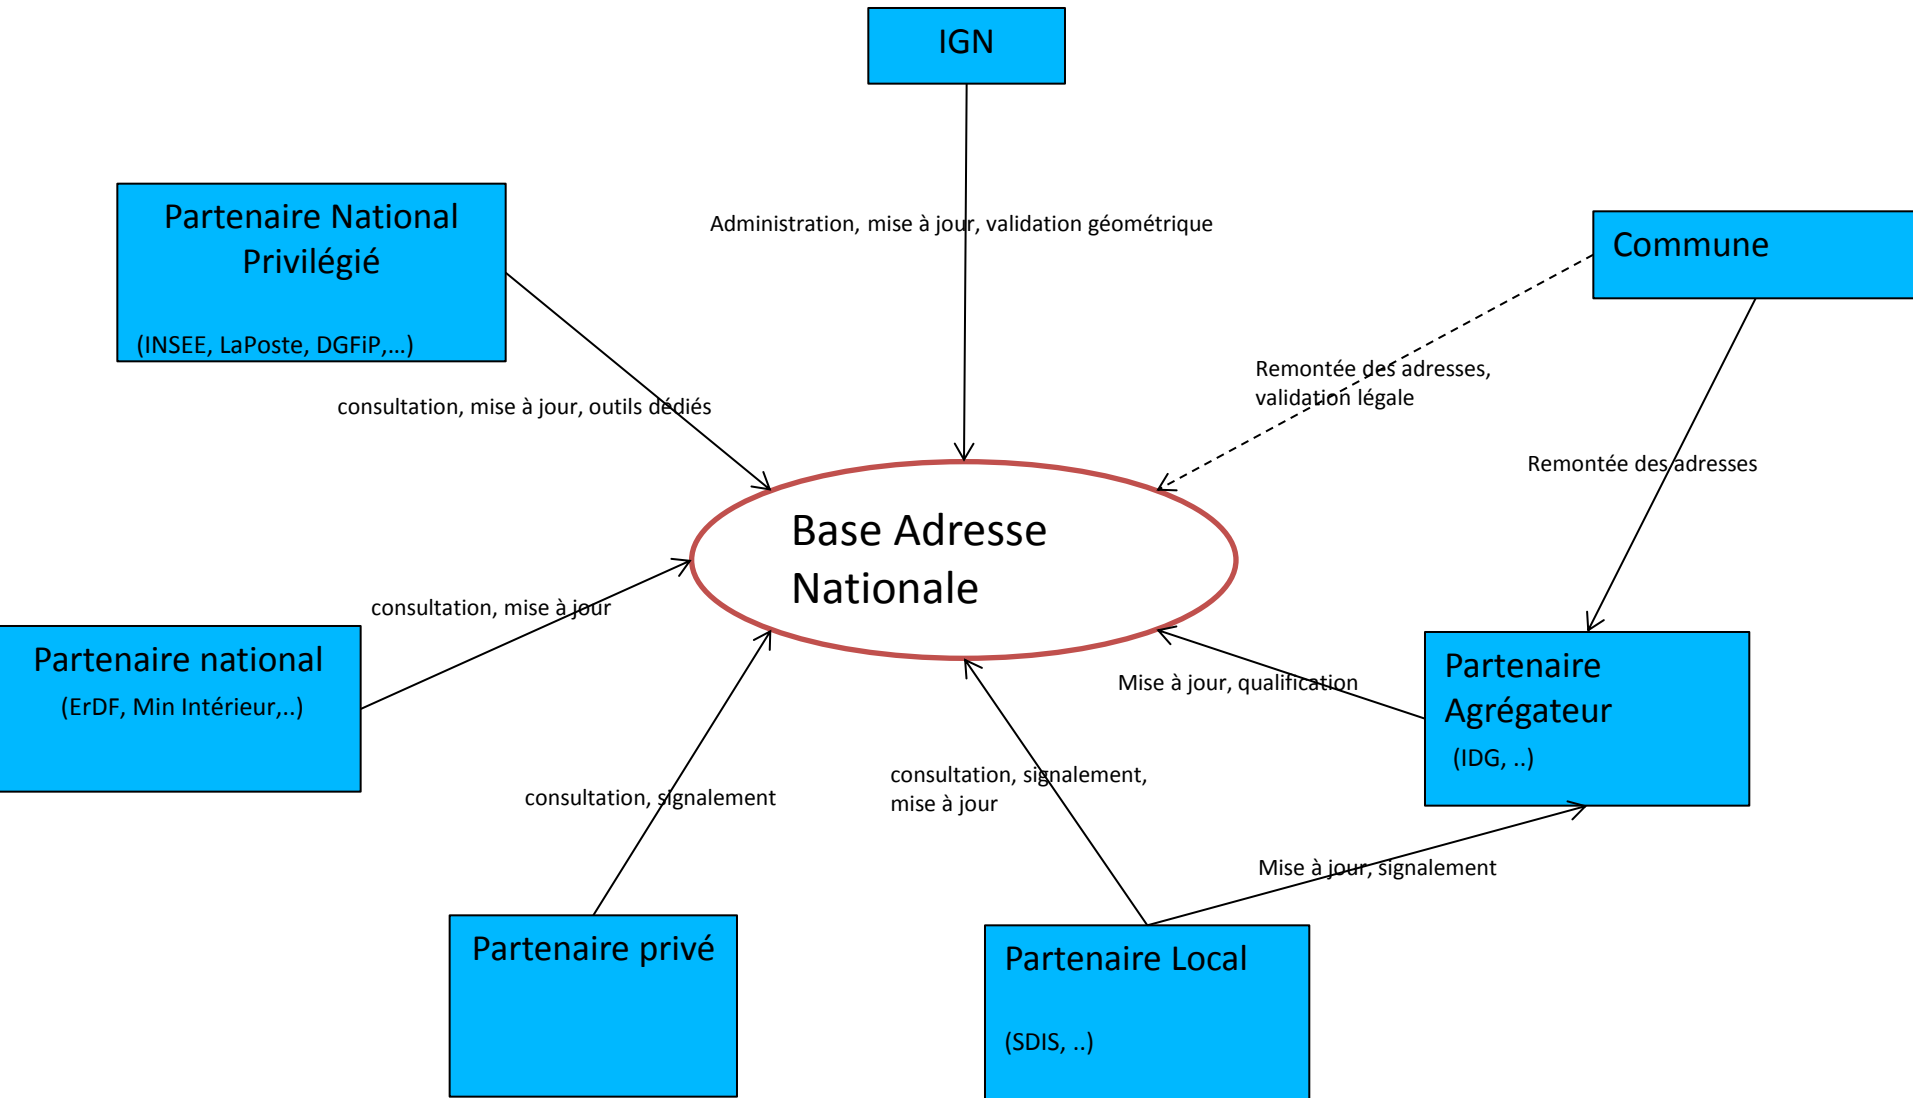 IGN
Partenaire National
Privilégié
(INSEE, LaPoste, DGFiP,...)
Administration, mise à jour, validation géométrique
Commune
consultation, mise à jour, outils dédiés
Remontée des adresses,
validation légale
Remontée des adresses
Base Adresse
Nationale
consultation, mise à jour
Partenaire national
(ErDF, Min Intérieur,..)
Mise à jour, qualification
Partenaire
Agrégateur
(IDG, ..)
consultation, signalement
consultation, signalement,
mise à jour
Mise à jour, signalement
Partenaire privé
Partenaire Local
(SDIS, ..)